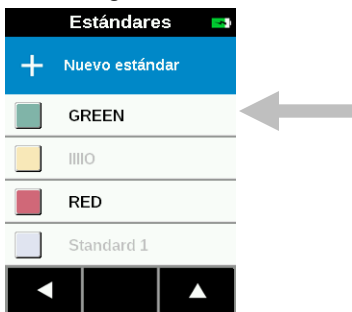 Estándares
Nuevo estándar
GREEN
IIIIO
RED
Standard 1